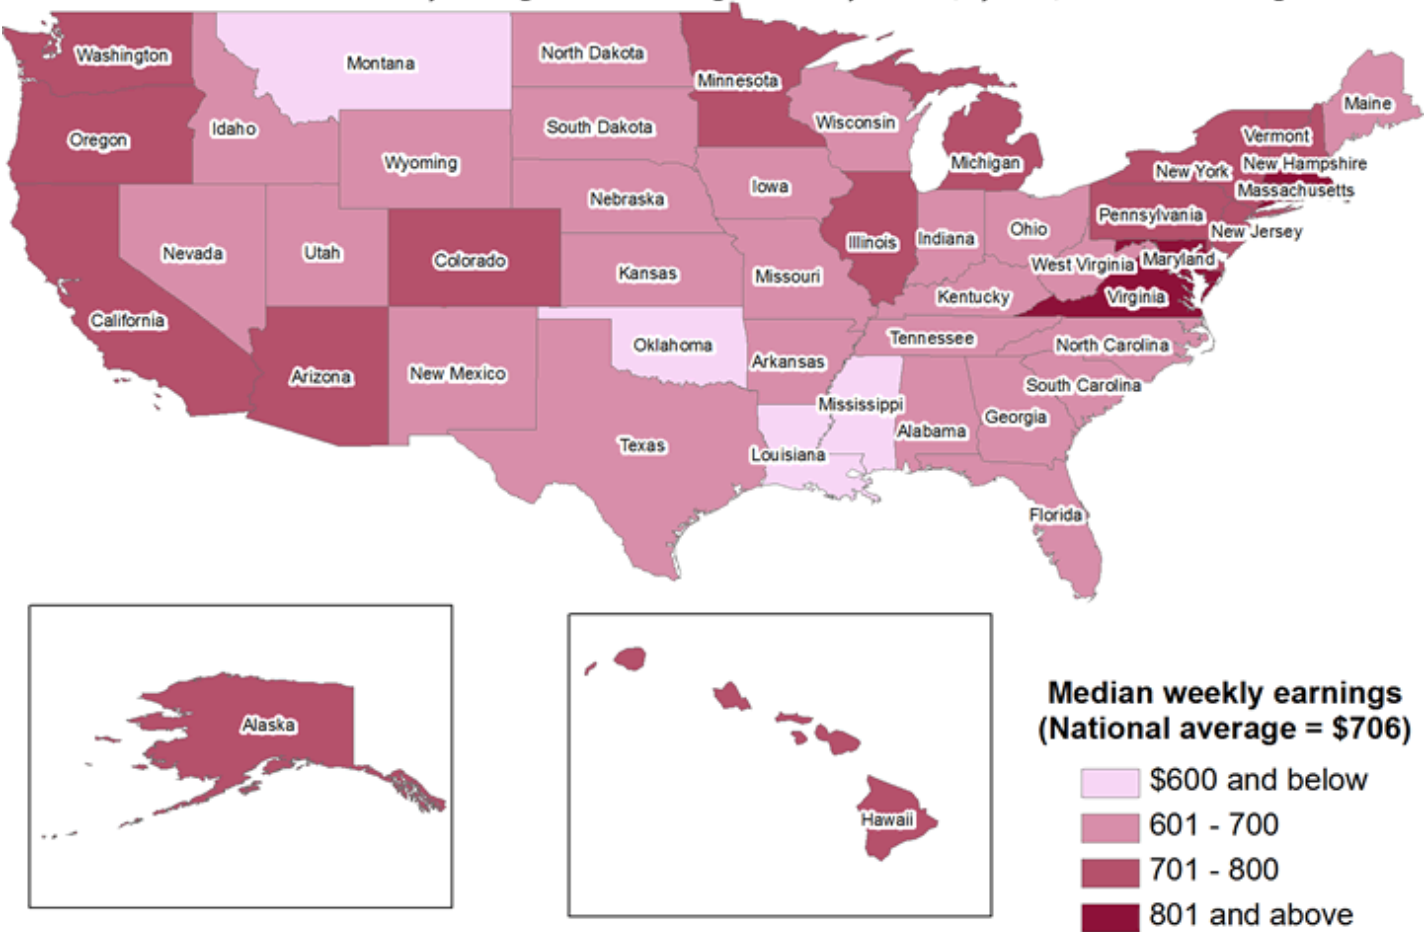 Washington
Montana
North Dakota
Minnesota
Maine
Oregon
Idaho
South Dakota
Wisconsin
Vermont
Wyoming
Michigan
New York
New Hampshire
Iowa
Massachusetts
Nebraska
Pennsylvania
Nevada
Utah
Colorado
Illinois
Indiana
Ohio
New Jersey
Kansas
Missouri
West Virginia
Maryland
Kentucky
Virginia
California
Oklahoma
Tennessee
North Carolina
Arizona
New Mexico
Arkansas
South Carolina
Mississippi
Georgia
Alabama
Texas
Louisiana
Florida
Alaska
Hawaii
Median weekly earnings
(National average = $706)
$600 and below
601 - 700
701 - 800
801 and above